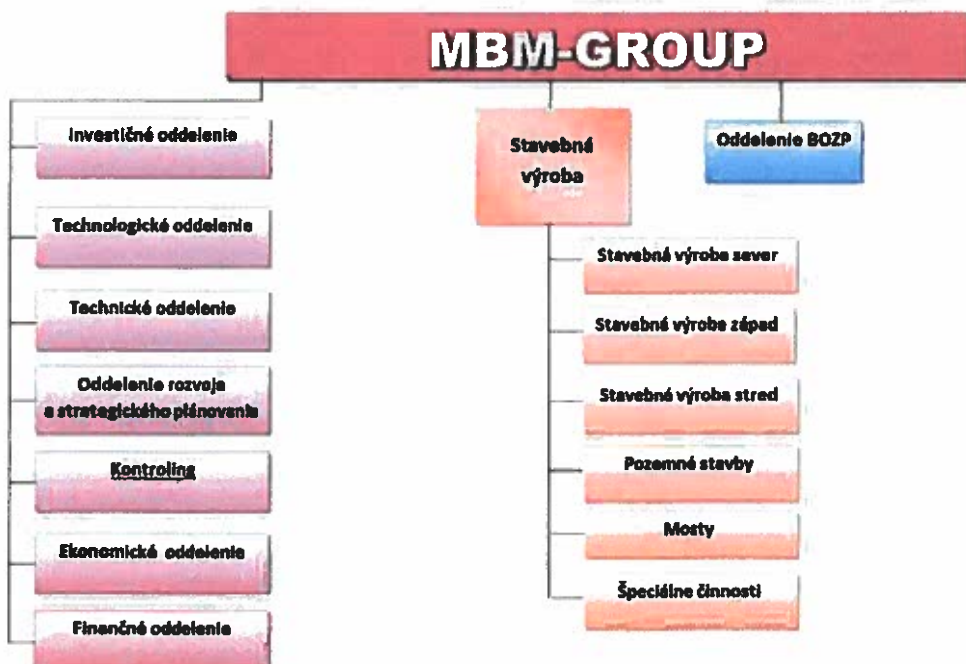 MBM-GROUP
Investičné oddelenie
Technologické oddelenie
Technické oddelenie
Oddelenie rozvoja
a strategického plánovania
Kontroling
Ekonomické oddelenie
Finančné oddelenie
Stavebná
výroba
Stavebná výroba sever
Stavebná výroba západ
Stavebná výroba stred
Pozemné stavby
Mosty
Špeciálne činnosti
Oddelenie BOZP